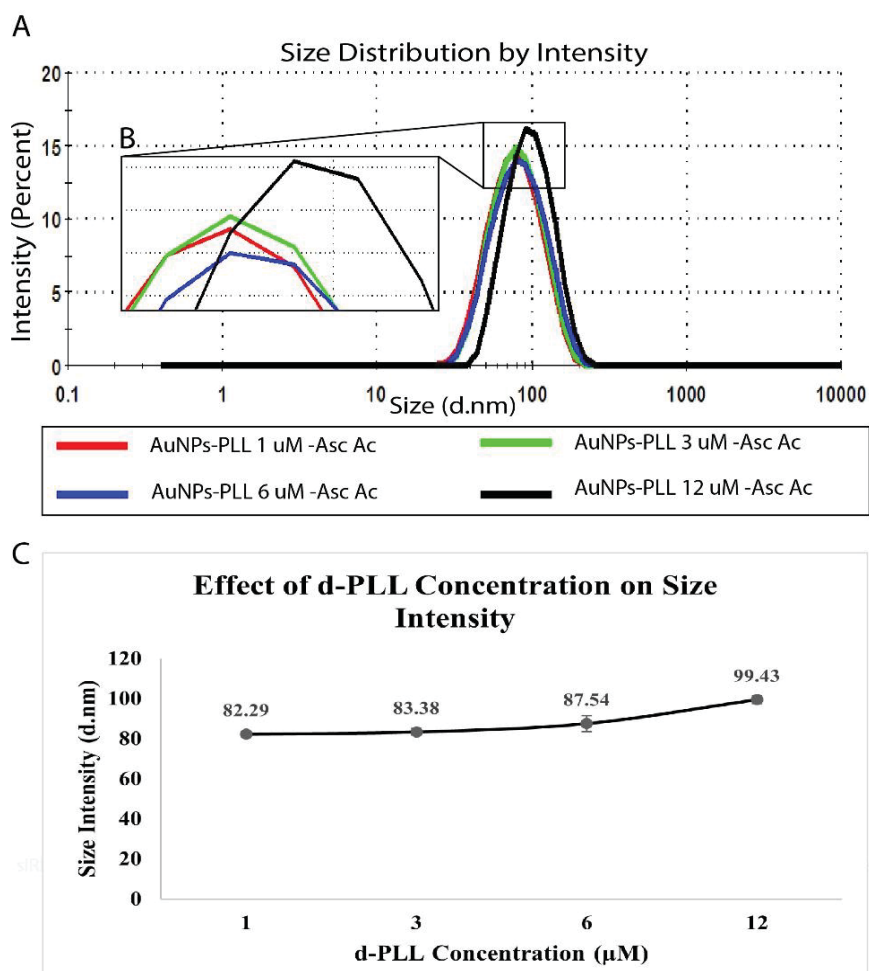 A
Size Distribution by Intensity
Intensity (Percent)
20
15
10
5
0
B
0.1 1 10 100 1000 10000
Size (d.nm)
AuNPs-PLL 1 uM -Asc Ac
AuNPs-PLL 3 uM -Asc Ac
AuNPs-PLL 6 uM -Asc Ac
AuNPs-PLL 12 uM -Asc Ac
C
Effect of d-PLL Concentration on Size
Intensity
Size Intensity (d.nm)
120
100
80
60
40
20
0
82.29 83.38 87.54 99.43
1 3 6 12
d-PLL Concentration (μM)